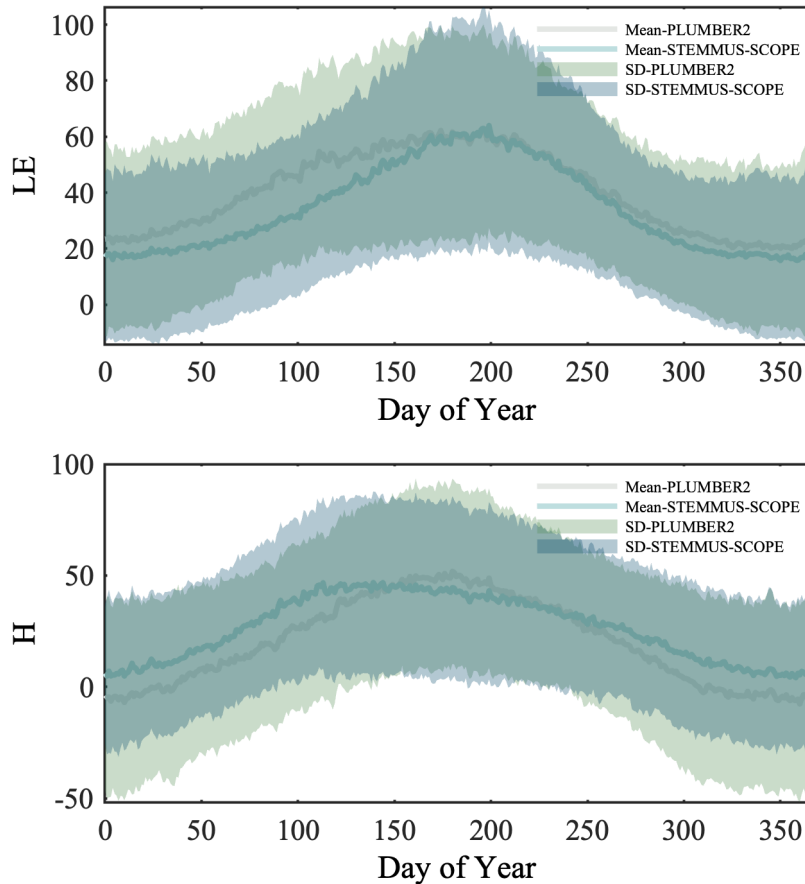 100
80
60
40
20
0
LE
Mean-PLUMBER2
Mean-STEMMUS-SCOPE
SD-PLUMBER2
SD-STEMMUS-SCOPE
0 50 100 150 200 250 300 350
Day of Year
100
50
0
-50
H
Mean-PLUMBER2
Mean-STEMMUS-SCOPE
SD-PLUMBER2
SD-STEMMUS-SCOPE
0 50 100 150 200 250 300 350
Day of Year